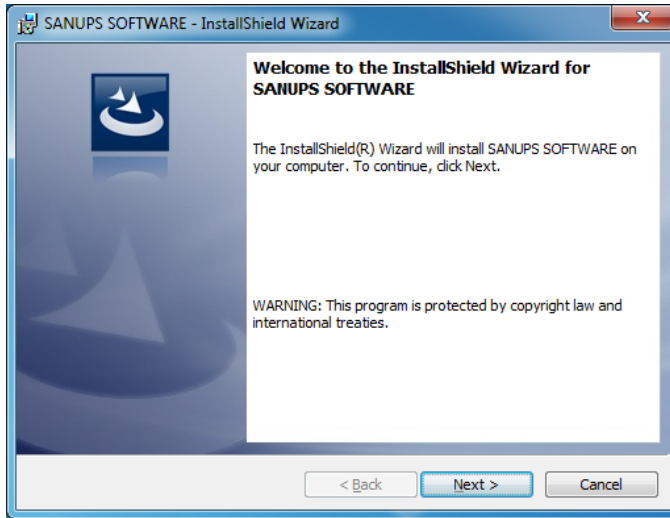 SANUPS SOFTWARE - InstallShield Wizard
Welcome to the InstallShield Wizard for
SANUPS SOFTWARE
The InstallShield(R) Wizard will install SANUPS SOFTWARE on
your computer. To continue, click Next.
WARNING: This program is protected by copyright law and
international treaties.
< Back
Next >
Cancel